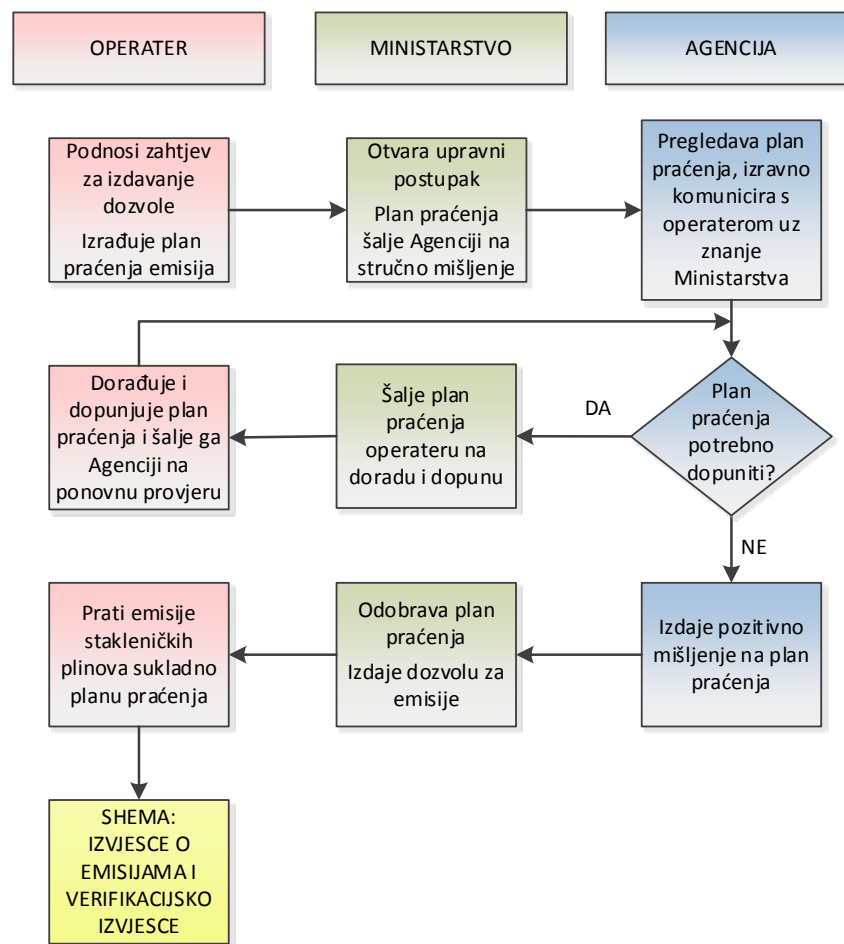 OPERATER
MINISTARSTVO
AGENCIJA
Podnosi zahtjev
za izdavanje
dozvole
Izrađuje plan
praćenja emisija
Otvara upravni
postupak
Plan praćenja
šalje Agenciji na
stručno mišljenje
Pregledava plan
praćenja, izravno
komunicira s
operaterom uz
znanje
Ministarstva
Dorađuje i
dopunjuje plan
praćenja i šalje ga
Agenciji na
ponovnu provjeru
Šalje plan
praćenja
operateru na
doradu i dopunu
DA
Plan
praćenja
potrebno
dopuniti?
NE
Prati emisije
stakleničkih
plinova sukladno
planu praćenja
Odobrava plan
praćenja
Izdaje dozvolu za
emisije
Izdaje pozitivno
mišljenje na plan
praćenja
SHEMA:
IZVJESCE O
EMISIJAMA I
VERIFIKACIJSKO
IZVJESCE